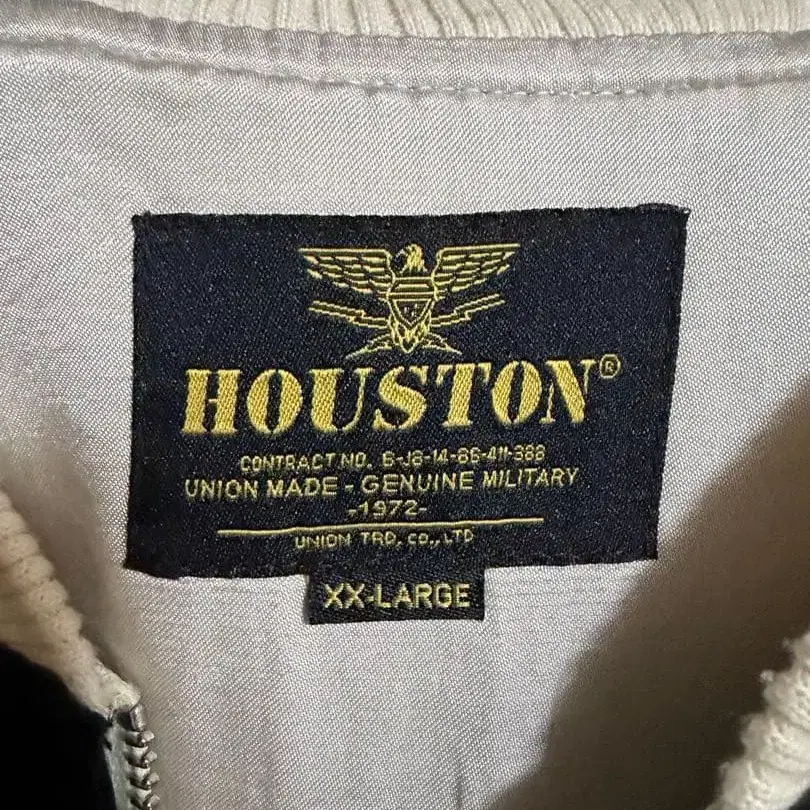 HOUSTON®
CONTRACT NO. 6-J8-14-86-411-388
UNION MADE - GENUINE MILITARY
-1972-
UNION TRD. CO., LTD
XX-LARGE